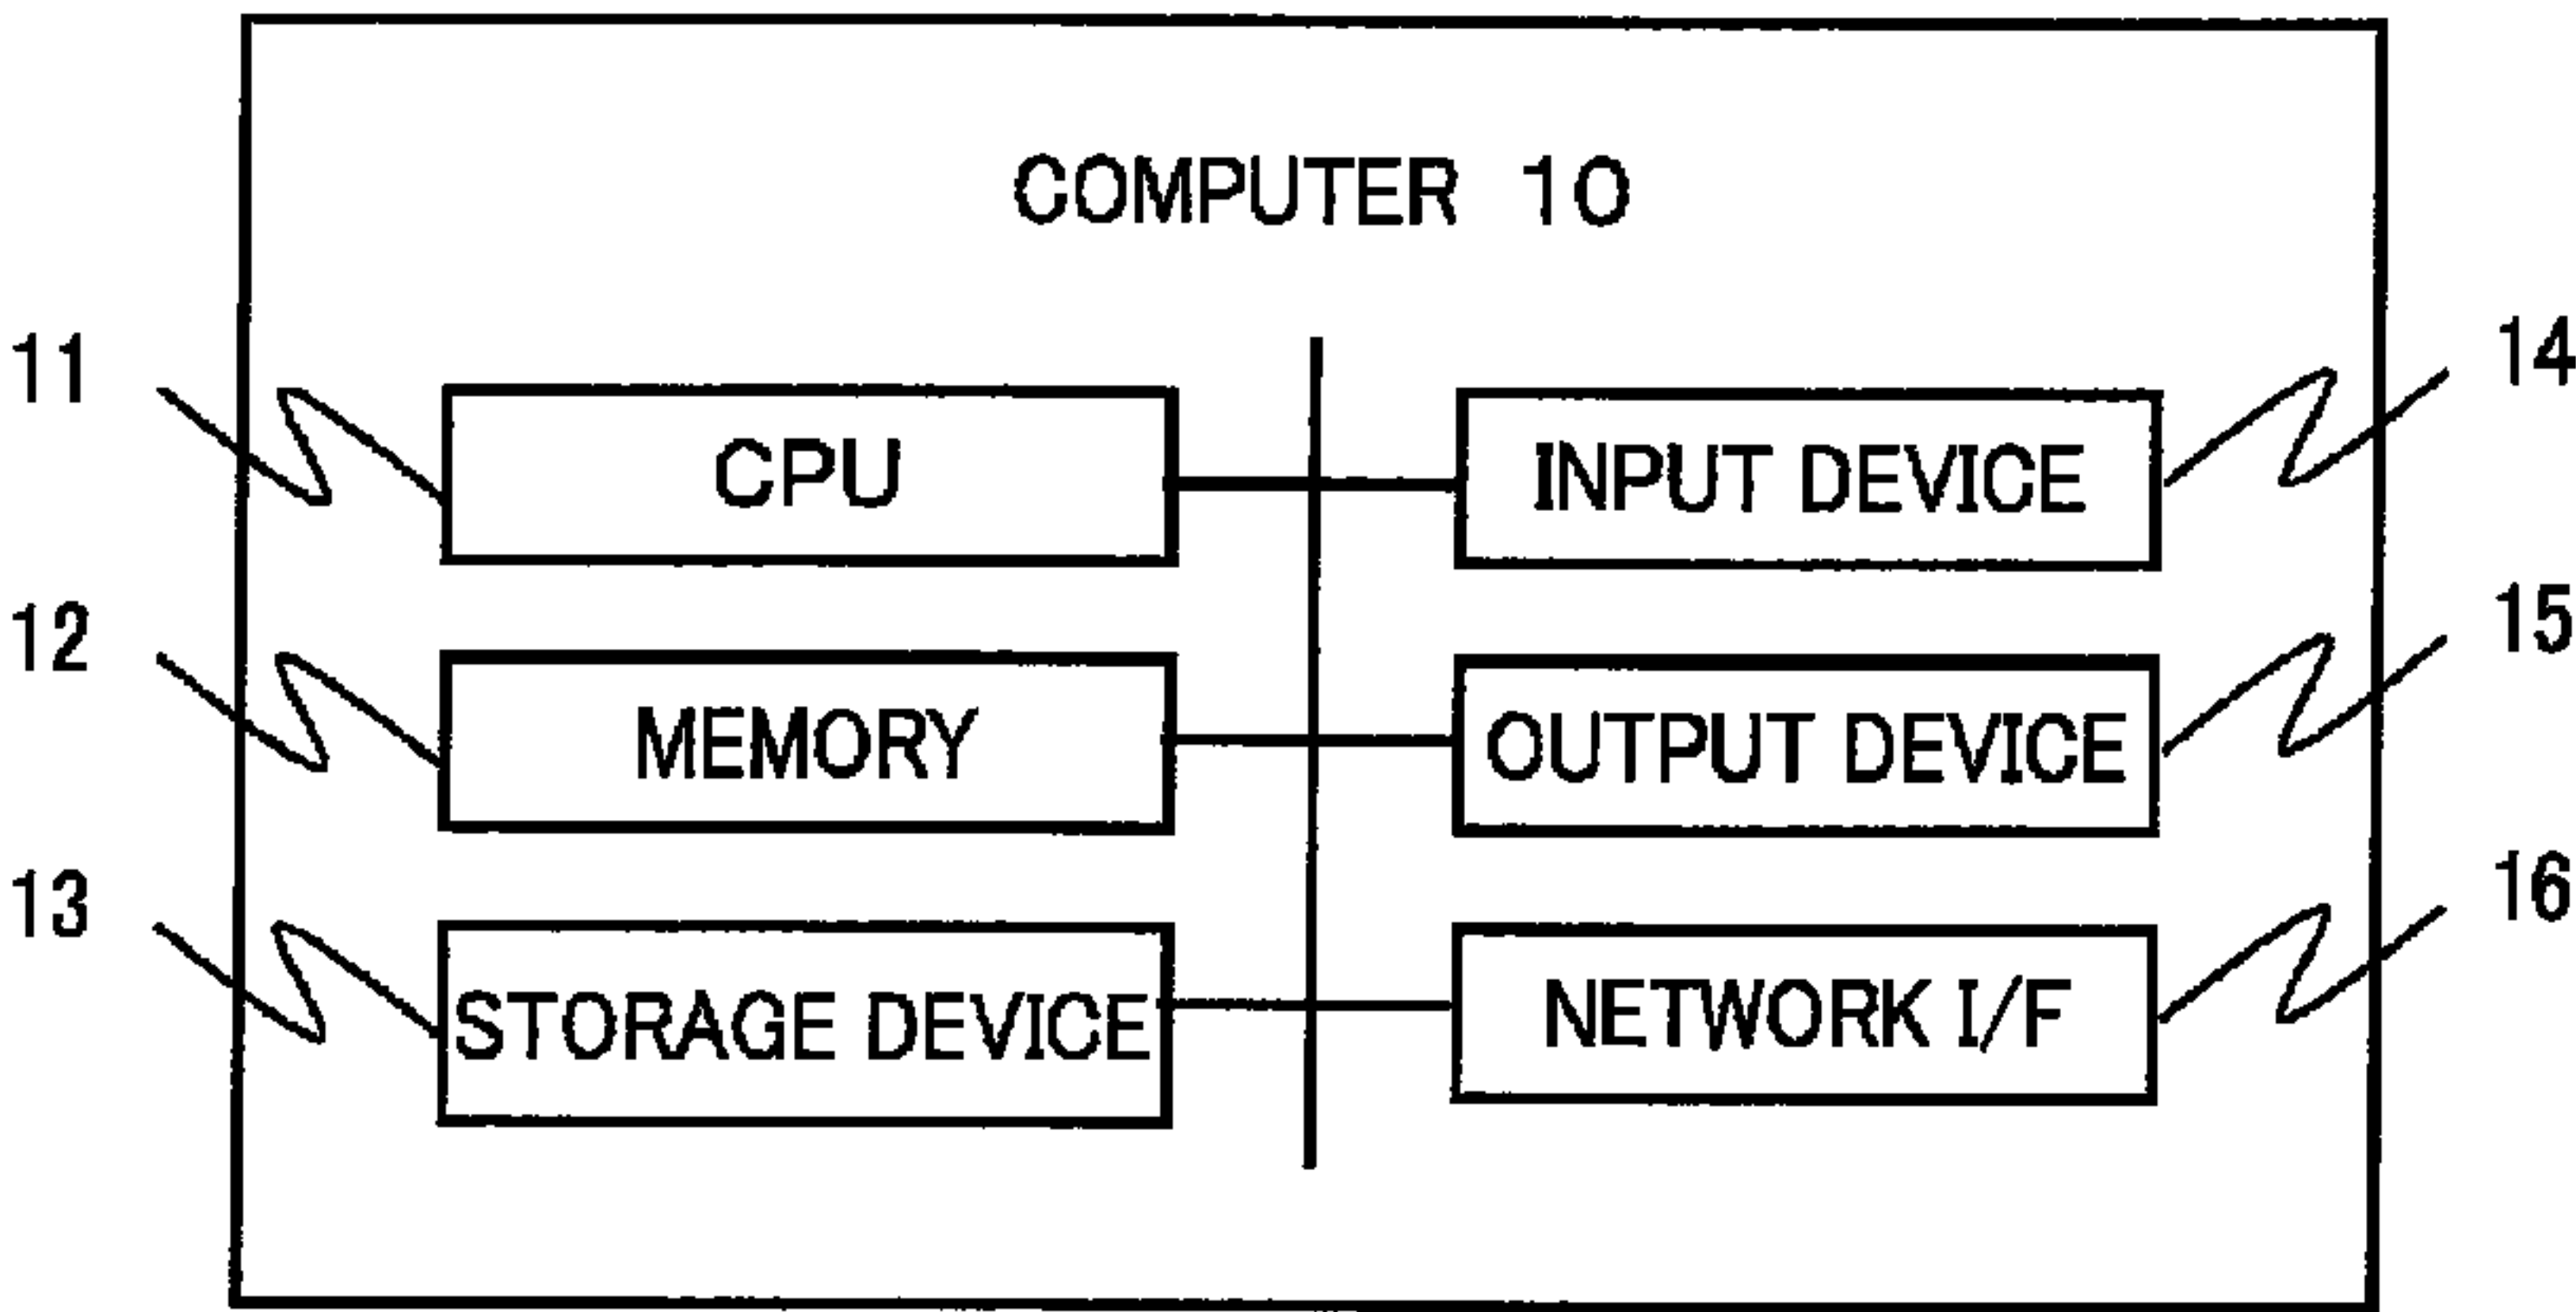 COMPUTER 10
11
CPU
INPUT DEVICE
14
12
MEMORY
OUTPUT DEVICE
15
13
STORAGE DEVICE
NETWORK I/F
16